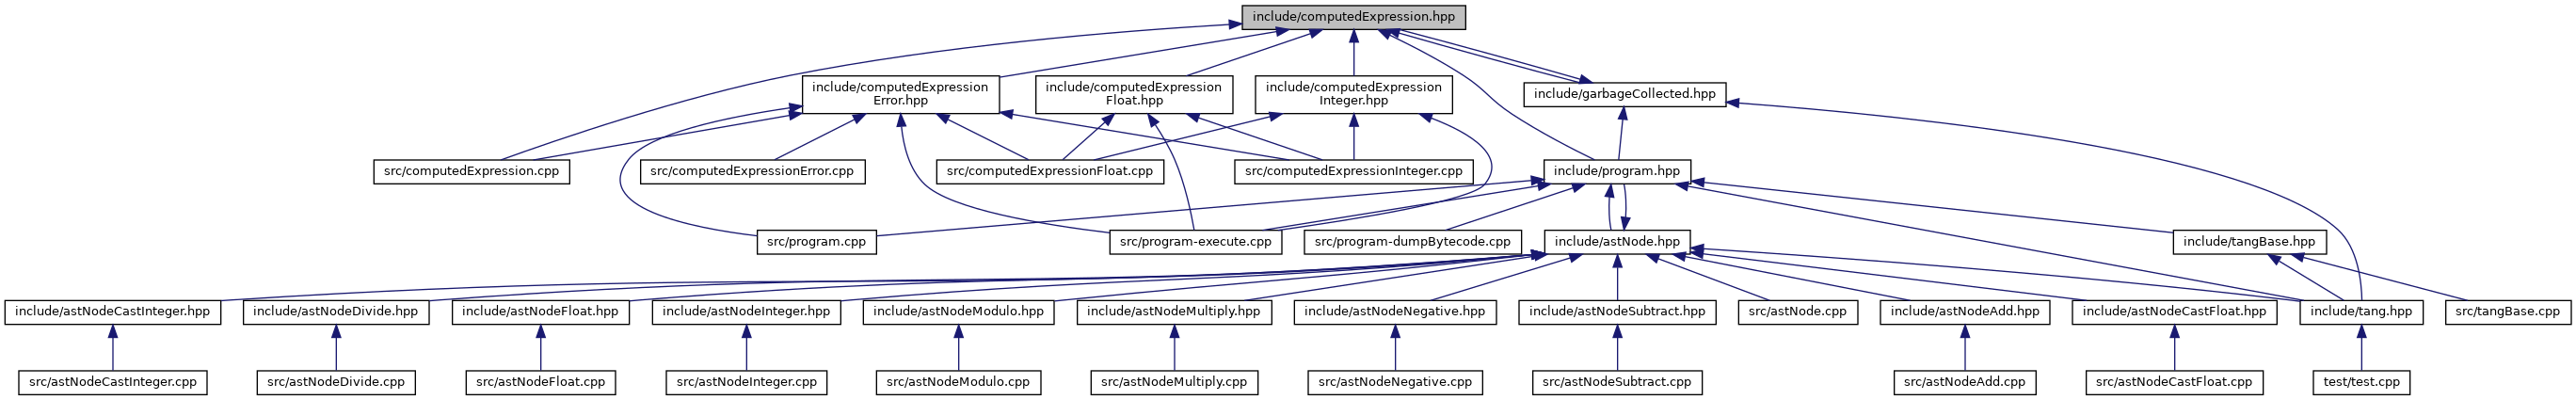 include/computedExpression.hpp
include/computedExpression
Error.hpp
include/computedExpression
Float.hpp
include/computedExpression
Integer.hpp
include/garbageCollected.hpp
src/computedExpression.cpp
src/computedExpressionError.cpp
src/computedExpressionFloat.cpp
src/computedExpressionInteger.cpp
include/program.hpp
src/program.cpp
src/program-execute.cpp
src/program-dumpBytecode.cpp
include/astNode.hpp
include/tangBase.hpp
include/astNodeCastInteger.hpp
include/astNodeDivide.hpp
include/astNodeFloat.hpp
include/astNodeInteger.hpp
include/astNodeModulo.hpp
include/astNodeMultiply.hpp
include/astNodeNegative.hpp
include/astNodeSubtract.hpp
src/astNode.cpp
include/astNodeAdd.hpp
include/astNodeCastFloat.hpp
include/tang.hpp
src/tangBase.cpp
src/astNodeCastInteger.cpp
src/astNodeDivide.cpp
src/astNodeFloat.cpp
src/astNodeInteger.cpp
src/astNodeModulo.cpp
src/astNodeMultiply.cpp
src/astNodeNegative.cpp
src/astNodeSubtract.cpp
src/astNodeAdd.cpp
src/astNodeCastFloat.cpp
test/test.cpp